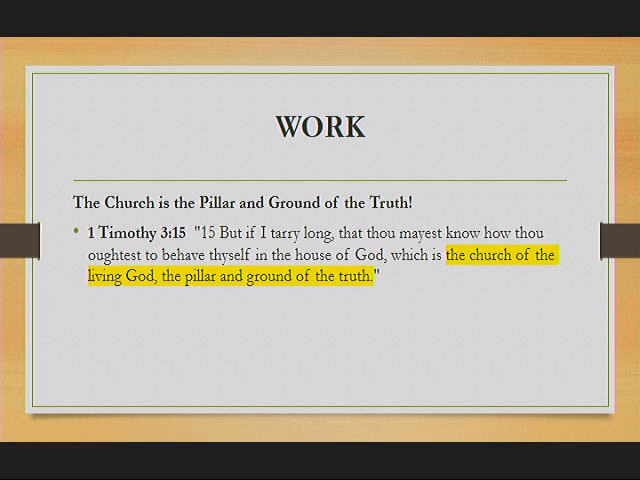 WORK
The Church is the Pillar and Ground of the Truth!
• 1 Timothy 3:15 "15 But if I tarry long, that thou mayest know how thou
oughtest to behave thyself in the house of God, which is the church of the
living God, the pillar and ground of the truth."